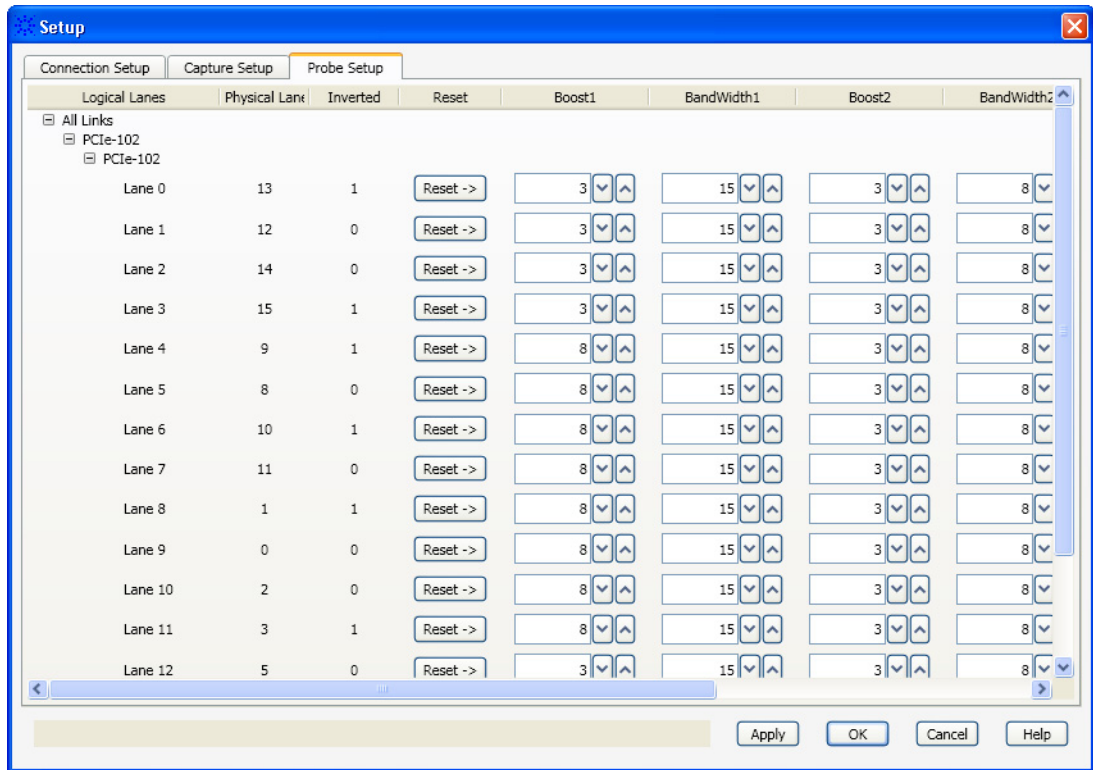 Setup
Connection Setup Capture Setup Probe Setup
Logical Lanes Physical Lane Inverted Reset Boost1 BandWidth1 Boost2 BandWidth2
All Links
PCIe-102
PCIe-102
Lane 0 13 1 Reset -> 3 15 3 8
Lane 1 12 0 Reset -> 3 15 3 8
Lane 2 14 0 Reset -> 3 15 3 8
Lane 3 15 1 Reset -> 3 15 3 8
Lane 4 9 1 Reset -> 8 15 3 8
Lane 5 8 0 Reset -> 8 15 3 8
Lane 6 10 1 Reset -> 8 15 3 8
Lane 7 11 0 Reset -> 8 15 3 8
Lane 8 1 1 Reset -> 8 15 3 8
Lane 9 0 0 Reset -> 8 15 3 8
Lane 10 2 0 Reset -> 8 15 3 8
Lane 11 3 1 Reset -> 8 15 3 8
Lane 12 5 0 Reset -> 3 15 3 8
Apply OK Cancel Help